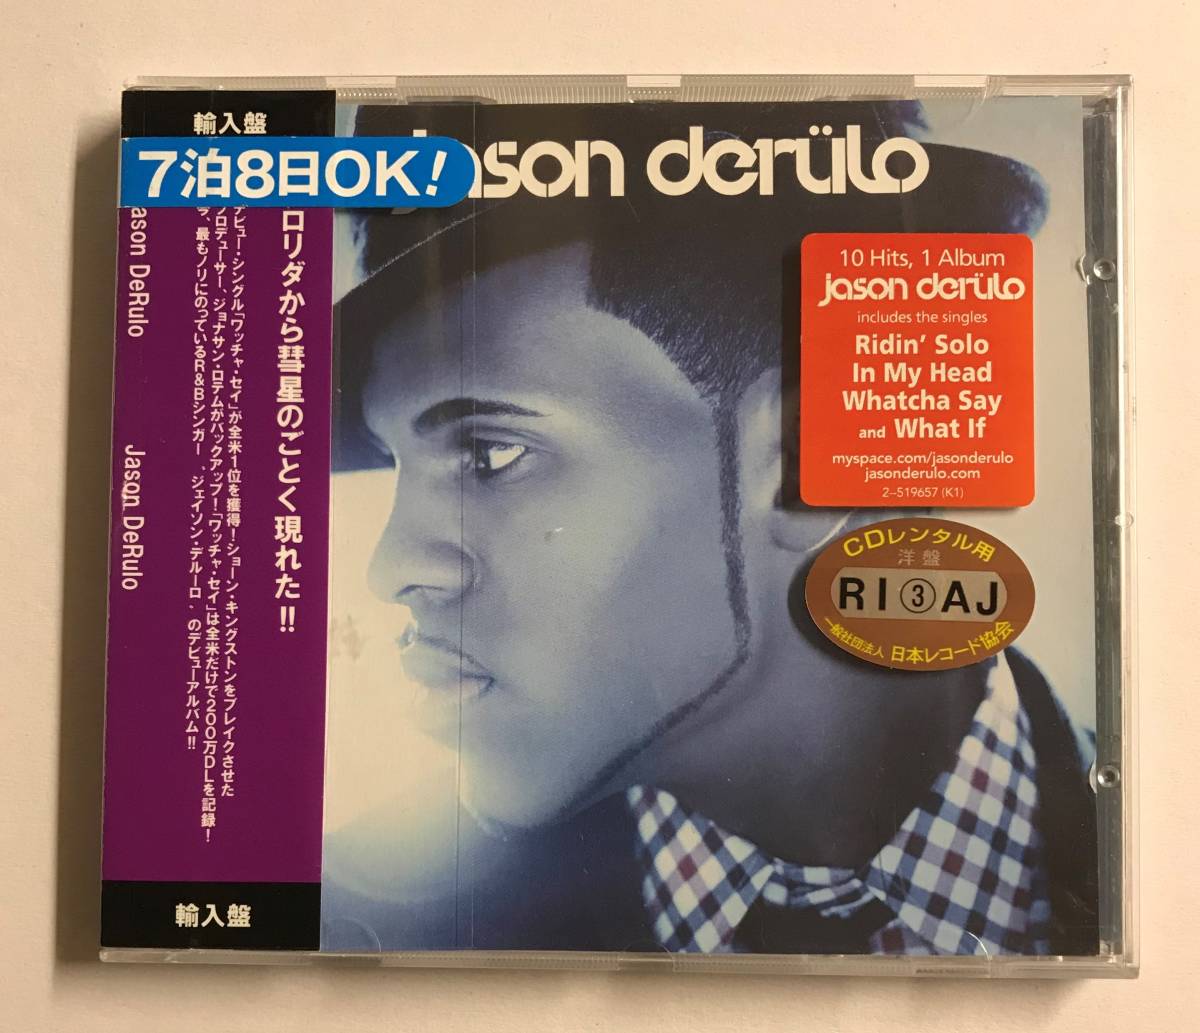 輸入盤
7泊8日OK!
ason derülo
ロリダから彗星のごとく現れた!!
デビュー・シングル「ワッチャ・セイ」が全米1位を獲得!ショーン・キングストンをブレイクさせた
プロデューサー、ジョナサン・ロテムがバックアップ!「ワッチャ・セイ」は全米だけで200万DLを記録!
今、最もノリにのっているR&Bシンガー、ジェイソン・デルーロ、のデビューアルバム!!
Jason DeRulo
Jason DeRulo
輸入盤
10 Hits, 1 Album
jason derülo
includes the singles
Ridin' Solo
In My Head
Whatcha Say
and What If
myspace.com/jasonderulo
jasonderulo.com
2-519657 (K1)
CDレンタル用
洋盤
RI③AJ
一般社団法人 日本レコード協会